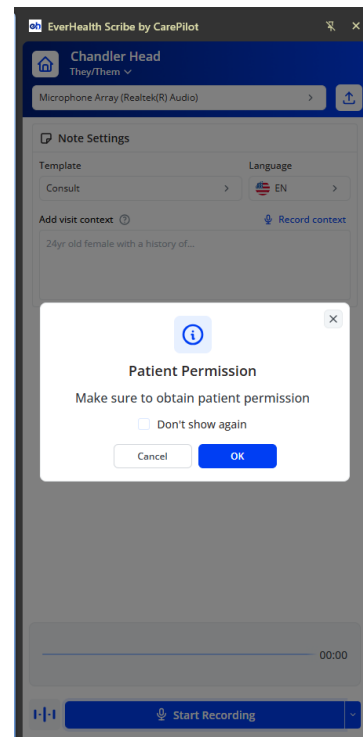 eh EverHealth Scribe by CarePilot
Chandler Head
They/Them
Microphone Array (Realtek(R) Audio)
Note Settings
Template Language
Consult EN
Add visit context Record context
24yr old female with a history of...
Patient Permission
Make sure to obtain patient permission
Don't show again
Cancel OK
00:00
Start Recording